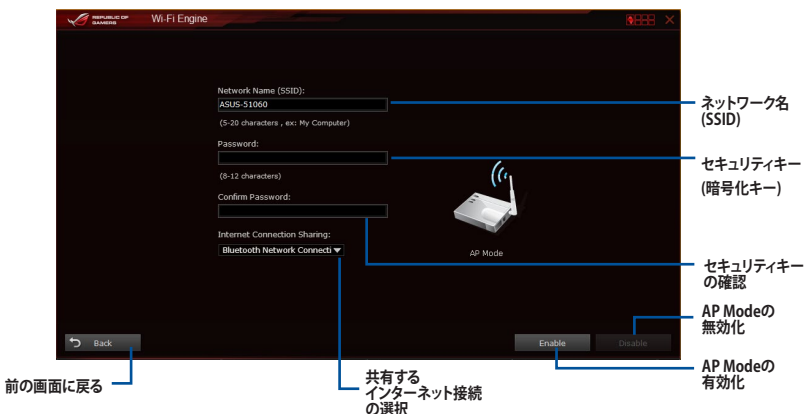 REPUBLIC OF
GAMERS
Wi-Fi Engine
Network Name (SSID):
ASUS-51060
(5-20 characters , ex: My Computer)
Password:
(8-12 characters)
Confirm Password:
Internet Connection Sharing:
Bluetooth Network Connecti
AP Mode
Back
Enable
Disable
ネットワーク名
(SSID)
セキュリティキー
(暗号化キー)
セキュリティキー
の確認
AP Modeの
無効化
AP Modeの
有効化
前の画面に戻る
共有する
インターネット接続
の選択